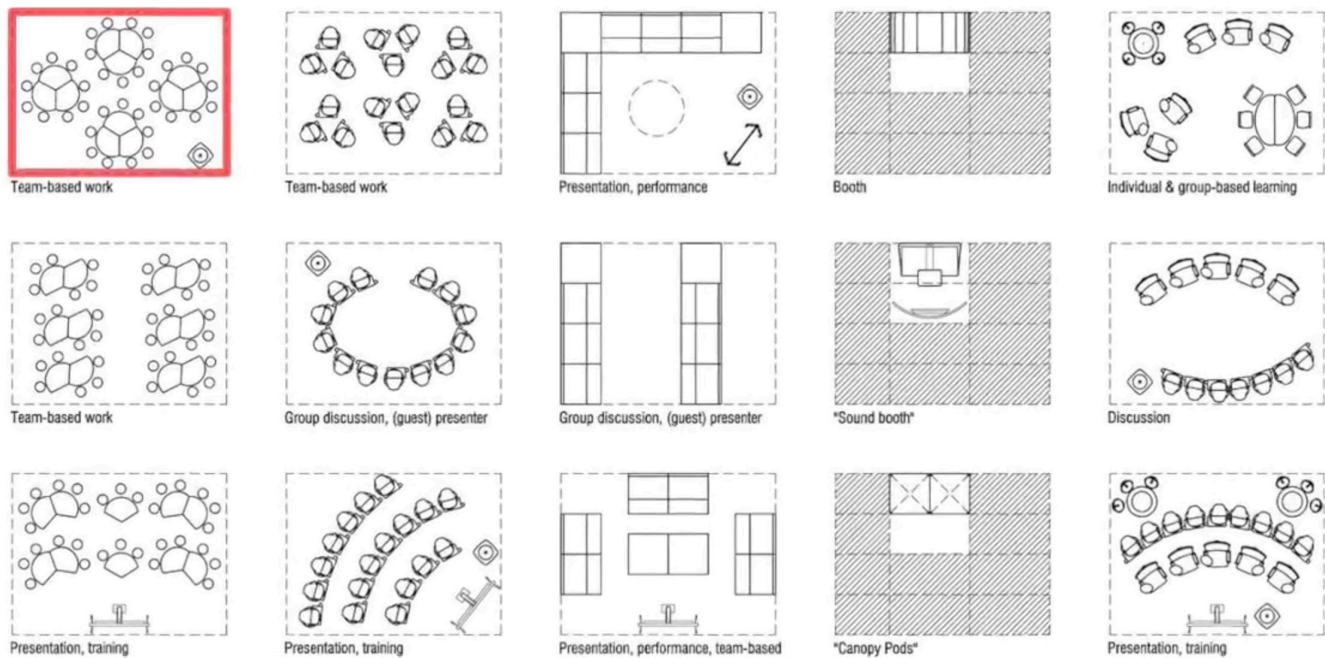 Team-based work
Team-based work
Presentation, performance
Booth
Individual & group-based learning
Team-based work
Group discussion, (guest) presenter
Group discussion, (guest) presenter
"Sound booth"
Discussion
Presentation, training
Presentation, training
Presentation, performance, team-based
"Canopy Pods"
Presentation, training